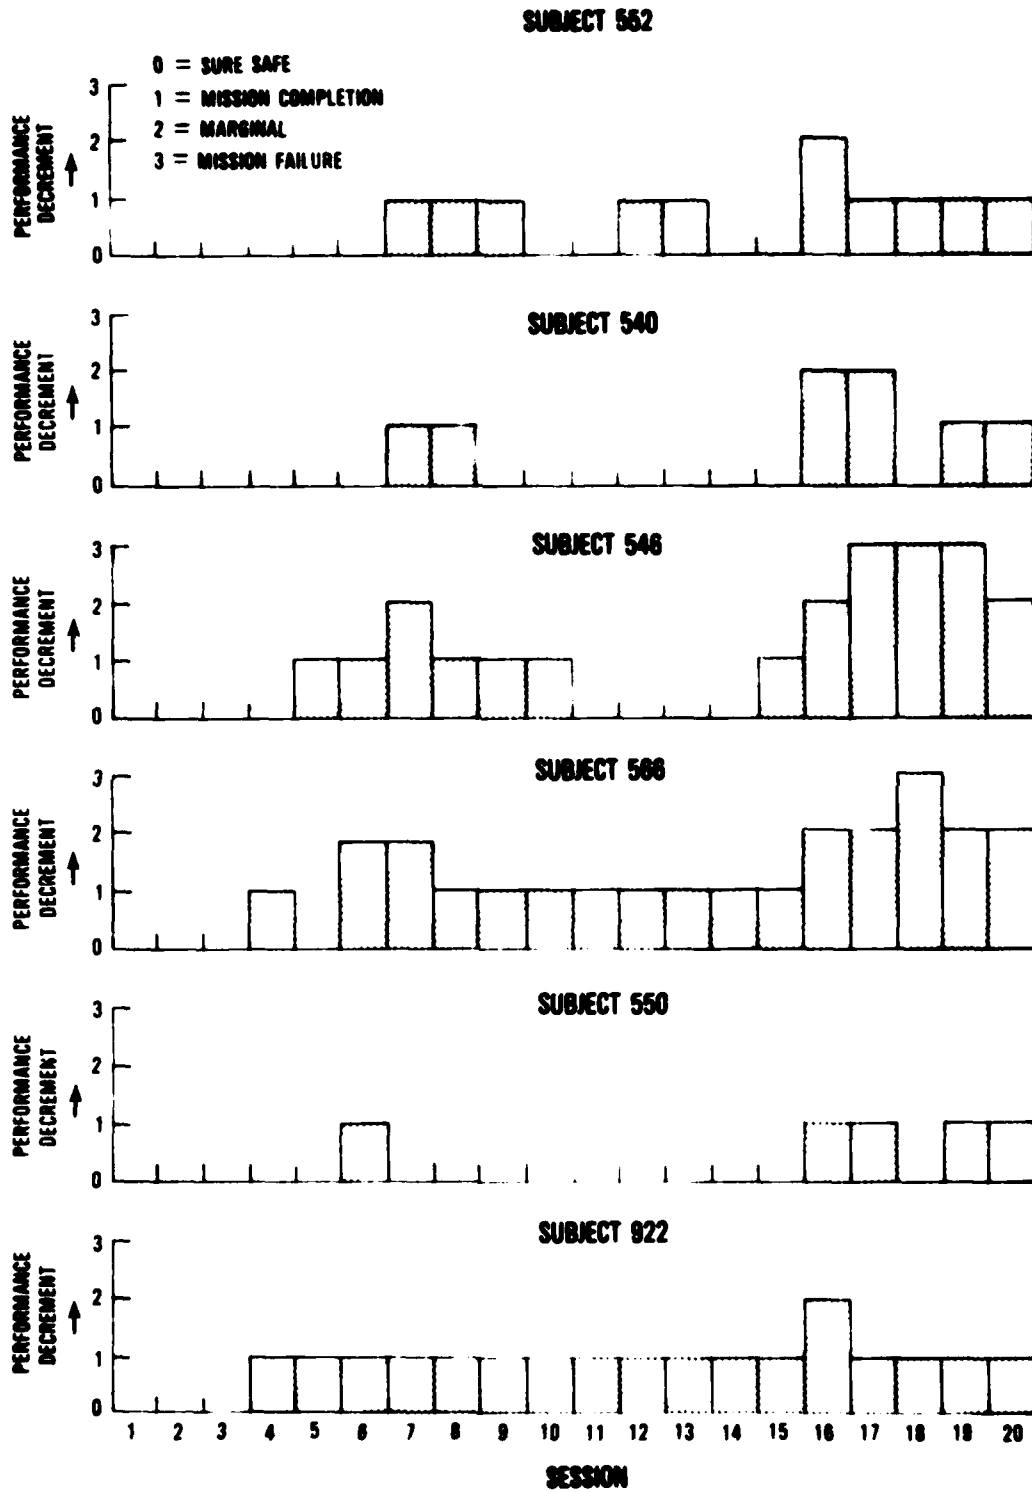 SUBJECT 552
0 = SURE SAFE
1 = MISSION COMPLETION
2 = MARGINAL
3 = MISSION FAILURE
PERFORMANCE
DECREMENT
3
2
1
0
SUBJECT 540
PERFORMANCE
DECREMENT
3
2
1
0
SUBJECT 546
PERFORMANCE
DECREMENT
3
2
1
0
SUBJECT 566
PERFORMANCE
DECREMENT
3
2
1
0
SUBJECT 550
PERFORMANCE
DECREMENT
3
2
1
0
SUBJECT 922
PERFORMANCE
DECREMENT
3
2
1
0
1 2 3 4 5 6 7 8 9 10 11 12 13 14 15 16 17 18 19 20
SESSION